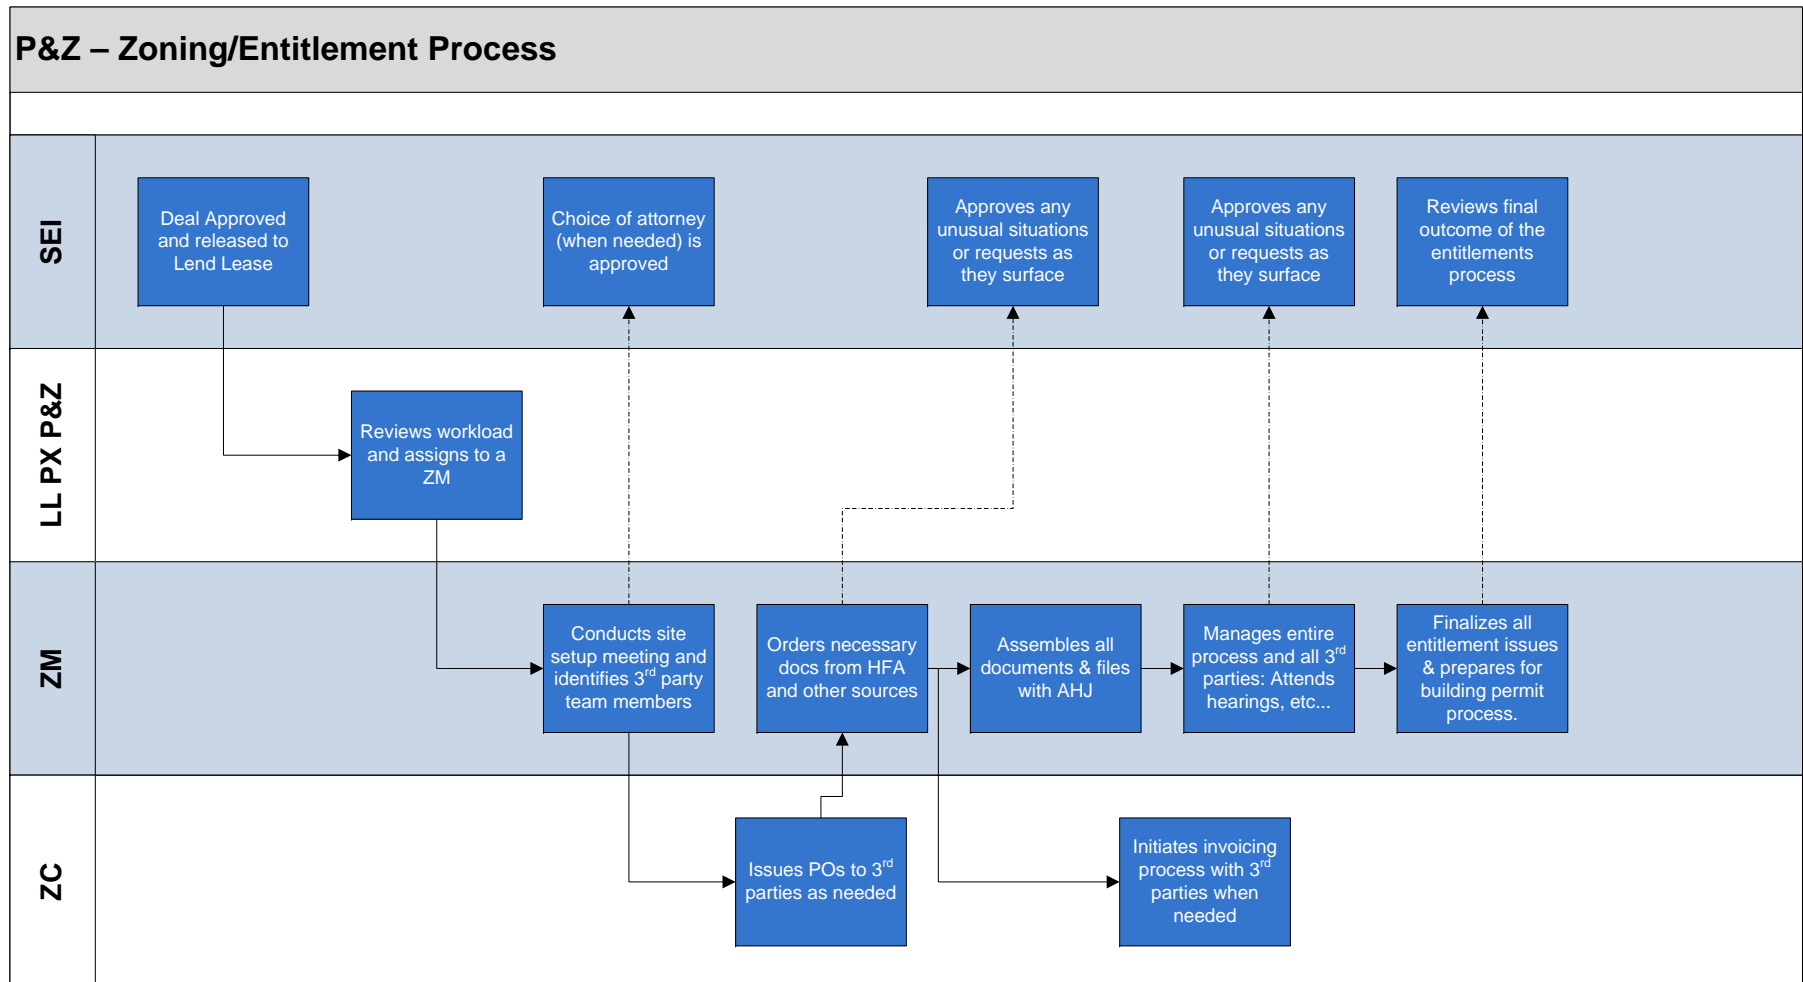 P&Z – Zoning/Entitlement Process
SEI
Deal Approved
and released to
Lend Lease
Choice of attorney
(when needed) is
approved
Approves any
unusual situations
or requests as
they surface
Approves any
unusual situations
or requests as
they surface
Reviews final
outcome of the
entitlements
process
LL PX P&Z
Reviews workload
and assigns to a
ZM
ZM
Conducts site
setup meeting and
identifies 3rd party
team members
Orders necessary
docs from HFA
and other sources
Assembles all
documents & files
with AHJ
Manages entire
process and all 3rd
parties: Attends
hearings, etc...
Finalizes all
entitlement issues
& prepares for
building permit
process.
ZC
Issues POs to 3rd
parties as needed
Initiates invoicing
process with 3rd
parties when
needed